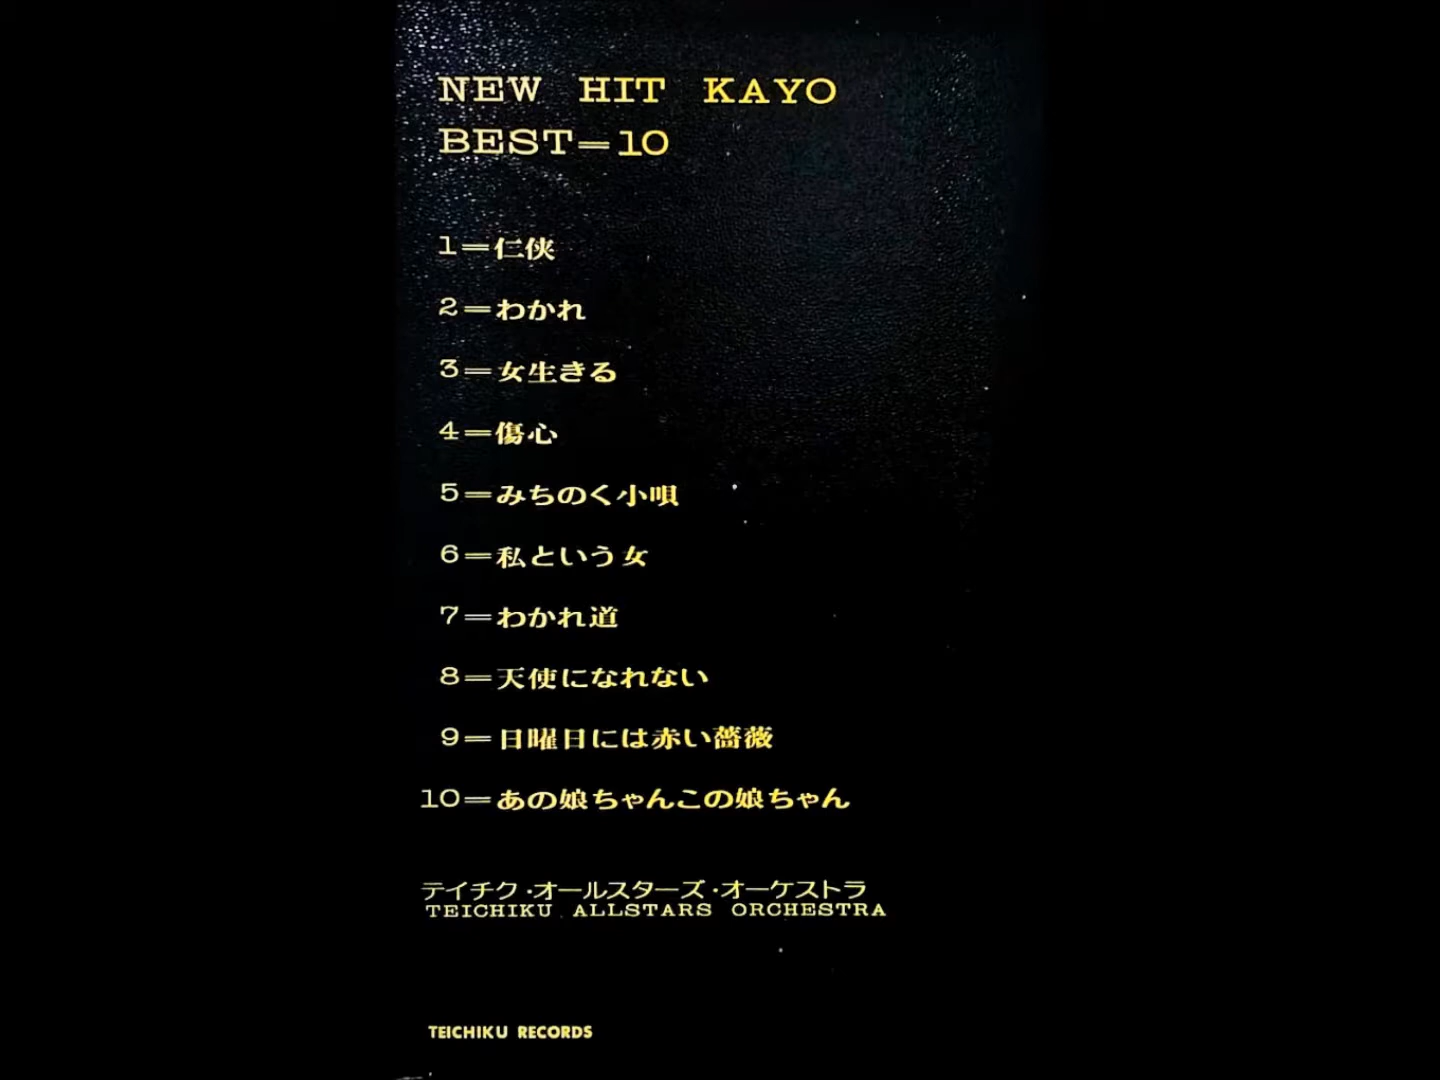 NEW HIT KAYO
BEST=10
1=仁侠
2=わかれ
3=女生きる
4=傷心
5=みちのく小唄
6=私という女
7=わかれ道
8=天使になれない
9=日曜日には赤い薔薇
10=あの娘ちゃんこの娘ちゃん
テイチク・オールスターズ・オーケストラ
TEICHIKU ALLSTARS ORCHESTRA
TEICHIKU RECORDS